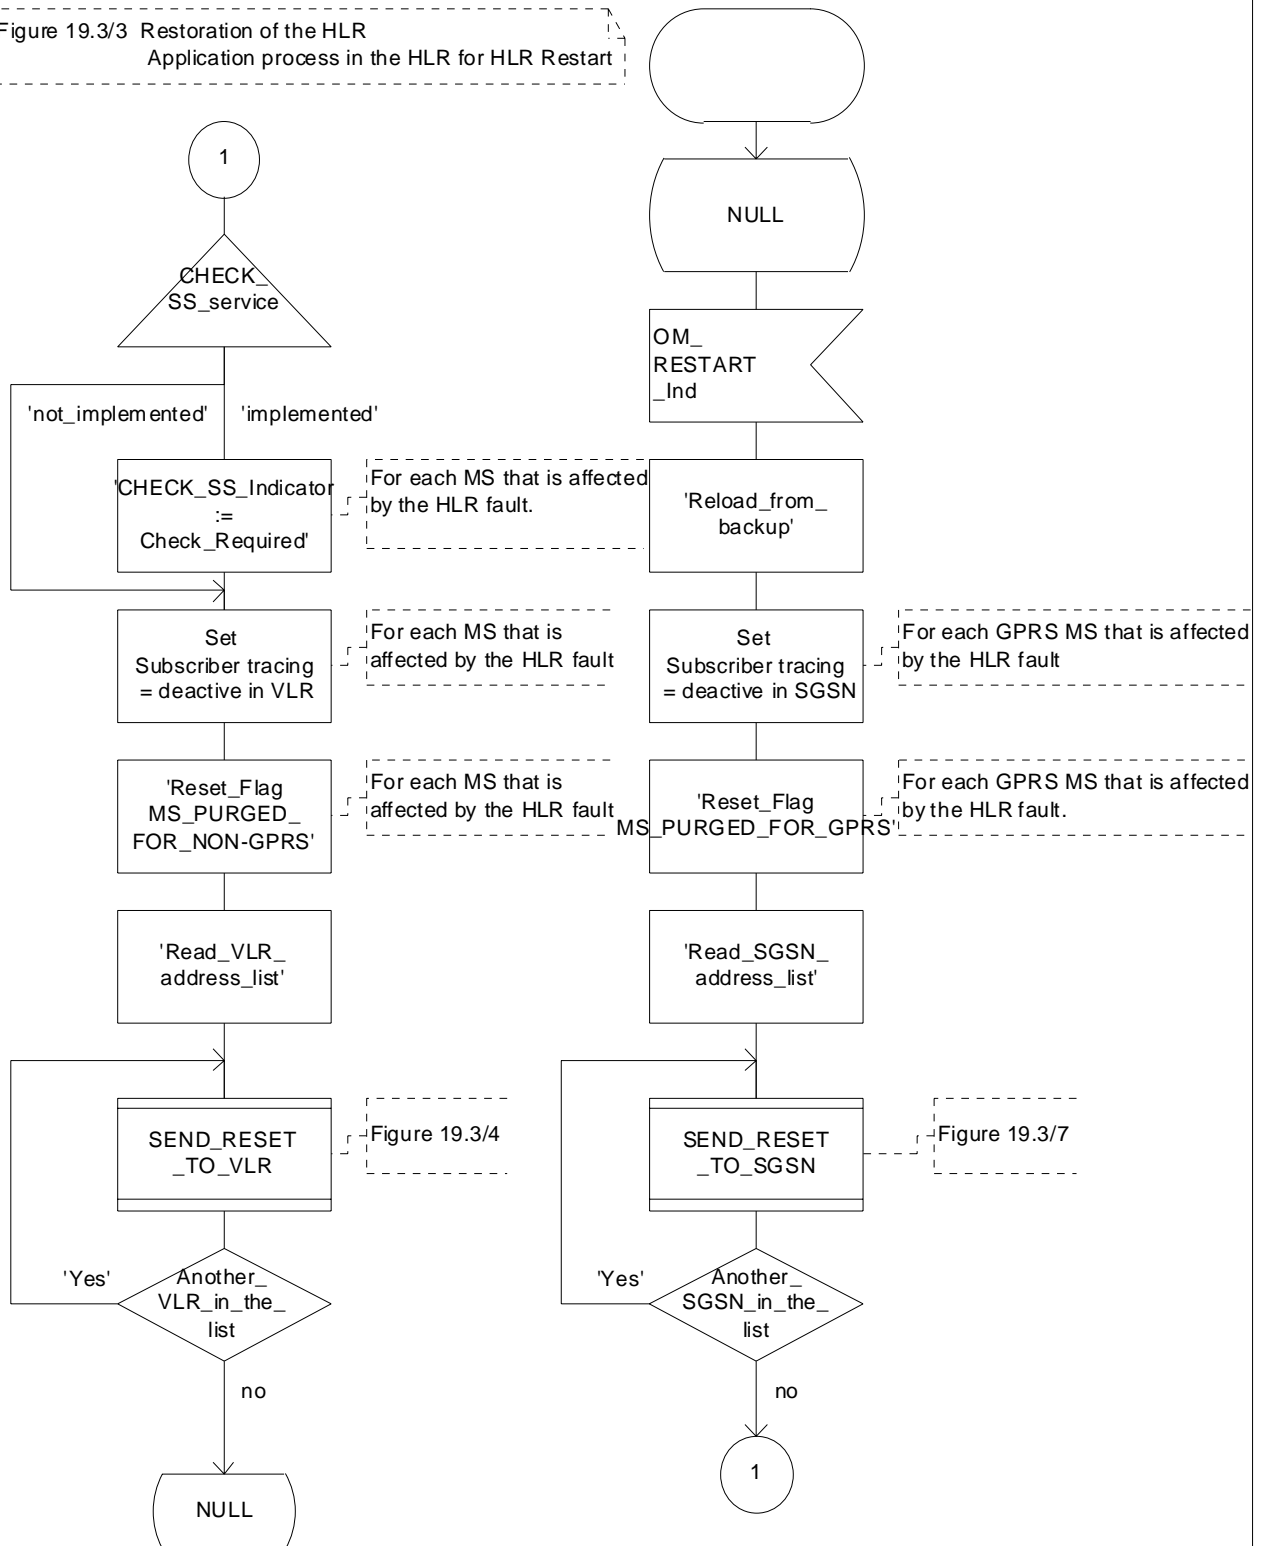 Figure 19.3/3 Restoration of the HLR
Application process in the HLR for HLR Restart
1
CHECK_
SS_service
'not_implemented'
'implemented'
'CHECK_SS_Indicator
:=
Check_Required'
For each MS that is affected
by the HLR fault.
Set
Subscriber tracing
= deactive in VLR
For each MS that is
affected by the HLR fault
'Reset_Flag
MS_PURGED_
FOR_NON-GPRS'
For each MS that is
affected by the HLR fault
'Read_VLR_
address_list'
SEND_RESET
_TO_VLR
Figure 19.3/4
'Yes'
Another_
VLR_in_the_
list
no
NULL
NULL
OM_
RESTART
_Ind
'Reload_from_
backup'
Set
Subscriber tracing
= deactive in SGSN
For each GPRS MS that is affected
by the HLR fault
'Reset_Flag
MS_PURGED_FOR_GPRS'
For each GPRS MS that is affected
by the HLR fault.
'Read_SGSN_
address_list'
SEND_RESET
_TO_SGSN
Figure 19.3/7
'Yes'
Another_
SGSN_in_the_
list
no
1